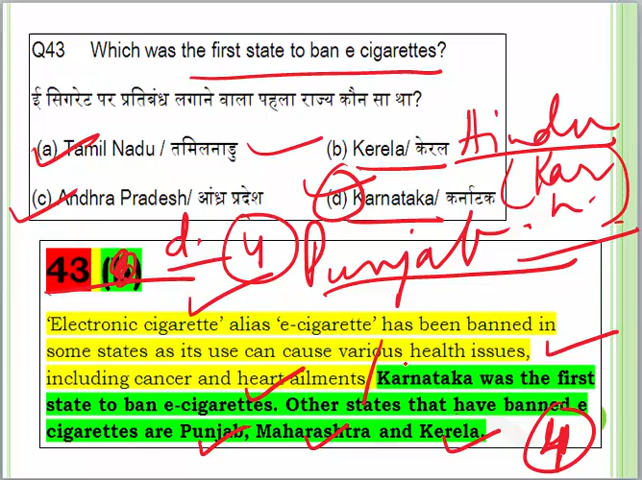 Q43 Which was the first state to ban e cigarettes?
ई सिगरेट पर प्रतिबंध लगाने वाला पहला राज्य कौन सा था?
(a) Tamil Nadu / तमिलनाडु (b) Kerela/ केरल Hindu
(c) Andhra Pradesh/ आंध्र प्रदेश (d) Karnataka/ कर्नाटक (Kar
43 d. 4 Punjab
‘Electronic cigarette’ alias ‘e-cigarette’ has been banned in
some states as its use can cause various health issues,
including cancer and heart ailments. Karnataka was the first
state to ban e-cigarettes. Other states that have banned e
cigarettes are Punjab, Maharashtra and Kerela.
4